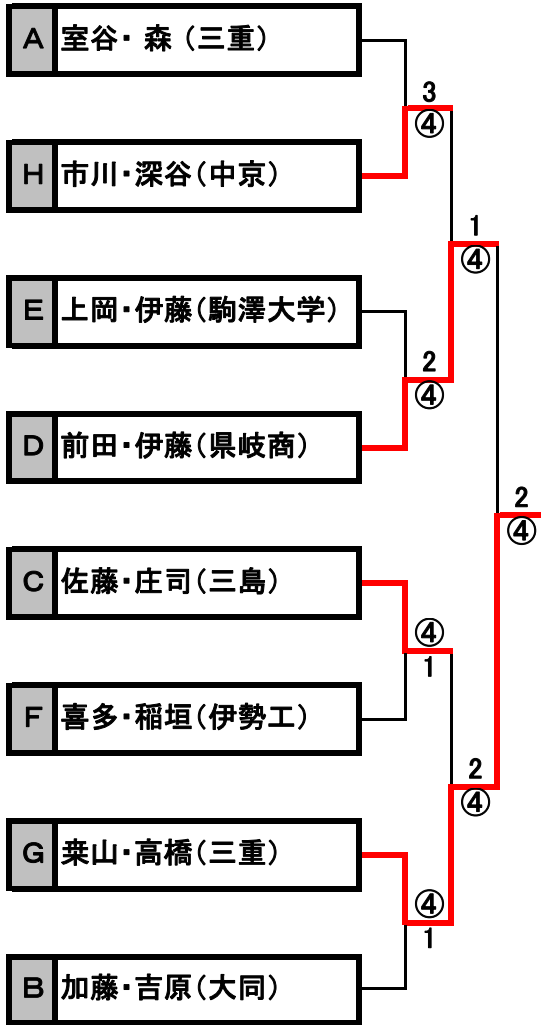 A 室谷・ 森 (三重)
3
④
H 市川・深谷(中京)
1
④
E 上岡・伊藤(駒澤大学)
2
④
D 前田・伊藤(県岐商)
2
④
C 佐藤・庄司(三島)
④
1
F 喜多・稲垣(伊勢工)
2
④
G 桒山・高橋(三重)
④
1
B 加藤・吉原(大同)